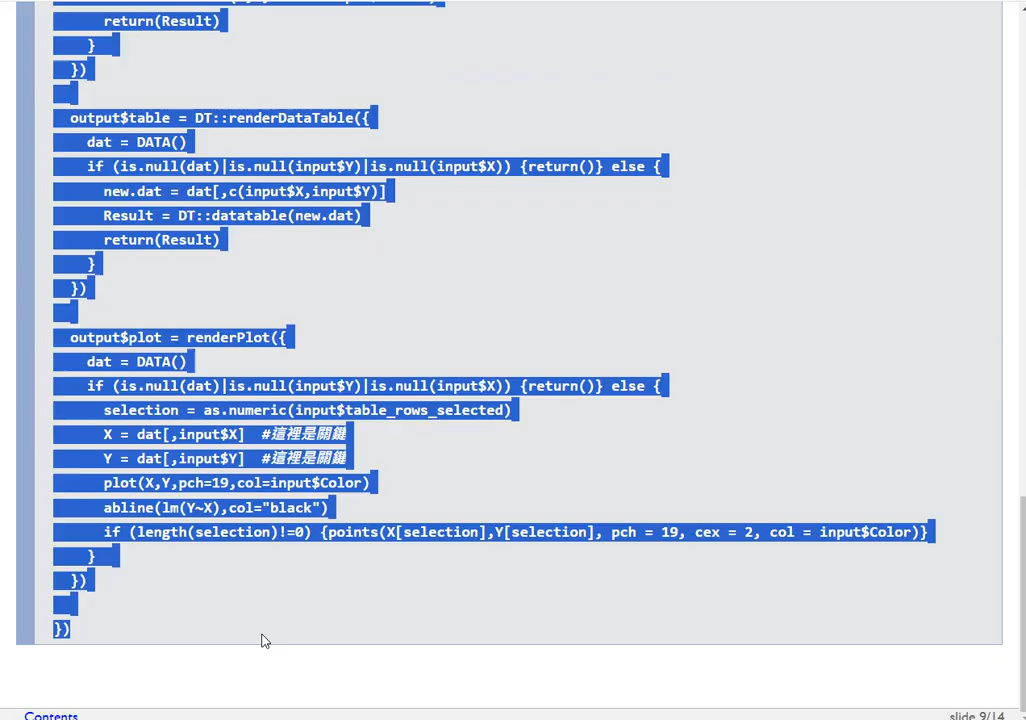 return(Result)
}
})
output$table = DT::renderDataTable({
dat = DATA()
if (is.null(dat)|is.null(input$Y)|is.null(input$X)) {return()} else {
new.dat = dat[,c(input$X,input$Y)]
Result = DT::datatable(new.dat)
return(Result)
}
})
output$plot = renderPlot({
dat = DATA()
if (is.null(dat)|is.null(input$Y)|is.null(input$X)) {return()} else {
selection = as.numeric(input$table_rows_selected)
X = dat[,input$X]  #這裡是關鍵
Y = dat[,input$Y]  #這裡是關鍵
plot(X,Y,pch=19,col=input$Color)
abline(lm(Y~X),col="black")
if (length(selection)!=0) {points(X[selection],Y[selection], pch = 19, cex = 2, col = input$Color)}
}
})
})
Contents
slide 9/14